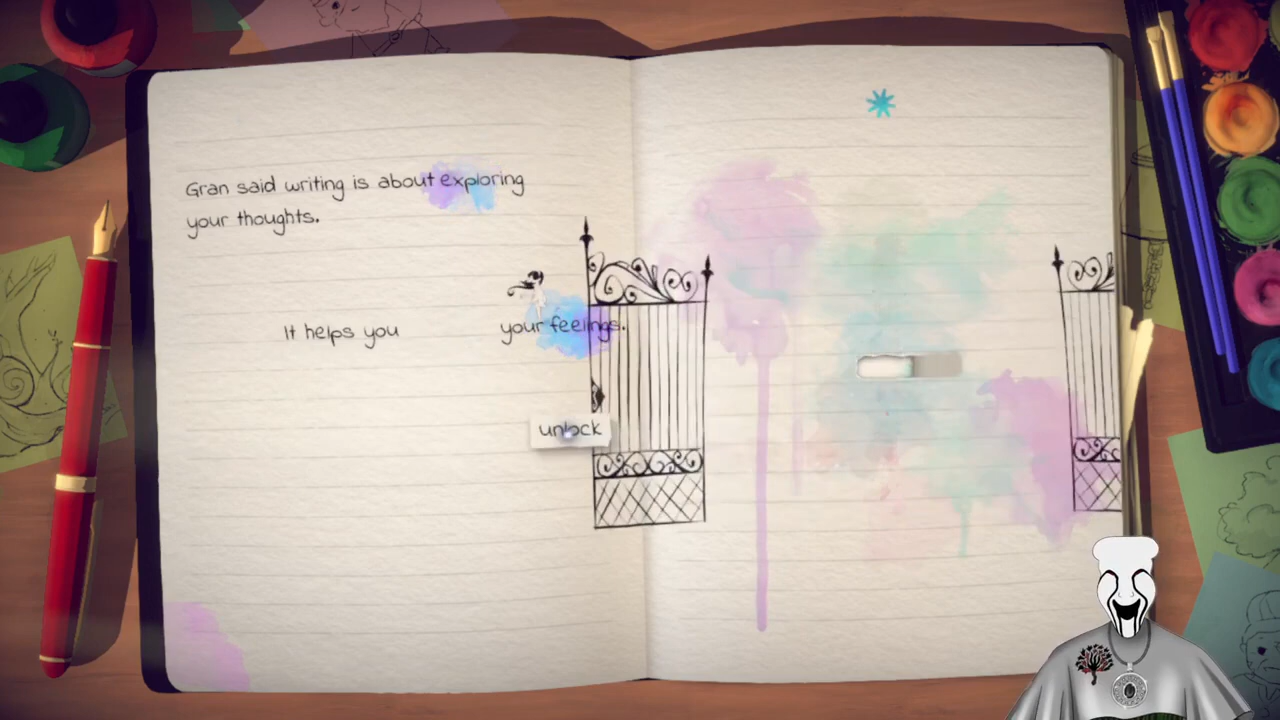 Gran said writing is about exploring
your thoughts.
It helps you your feelings.
unlock